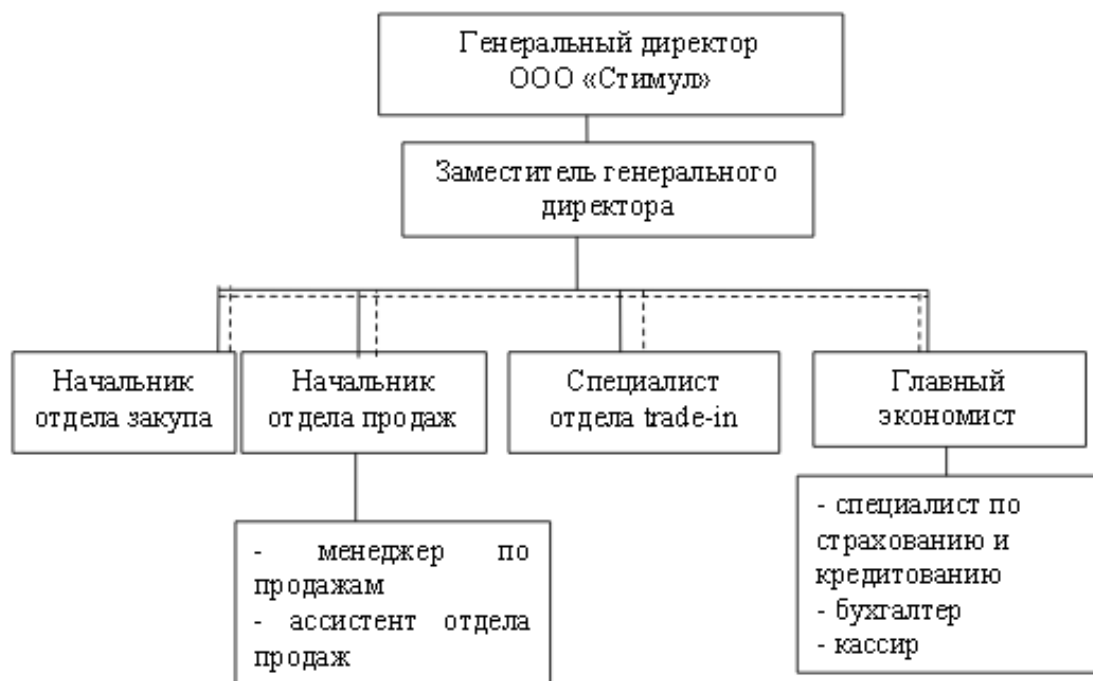 Генеральный директор
ООО «Стимул»
Заместитель генерального
директора
Начальник
отдела закупа
Начальник
отдела продаж
Специалист
отдела trade-in
Главный
экономист
- менеджер по
продажам
- ассистент отдела
продаж
- специалист по
страхованию и
кредитованию
- бухгалтер
- кассир